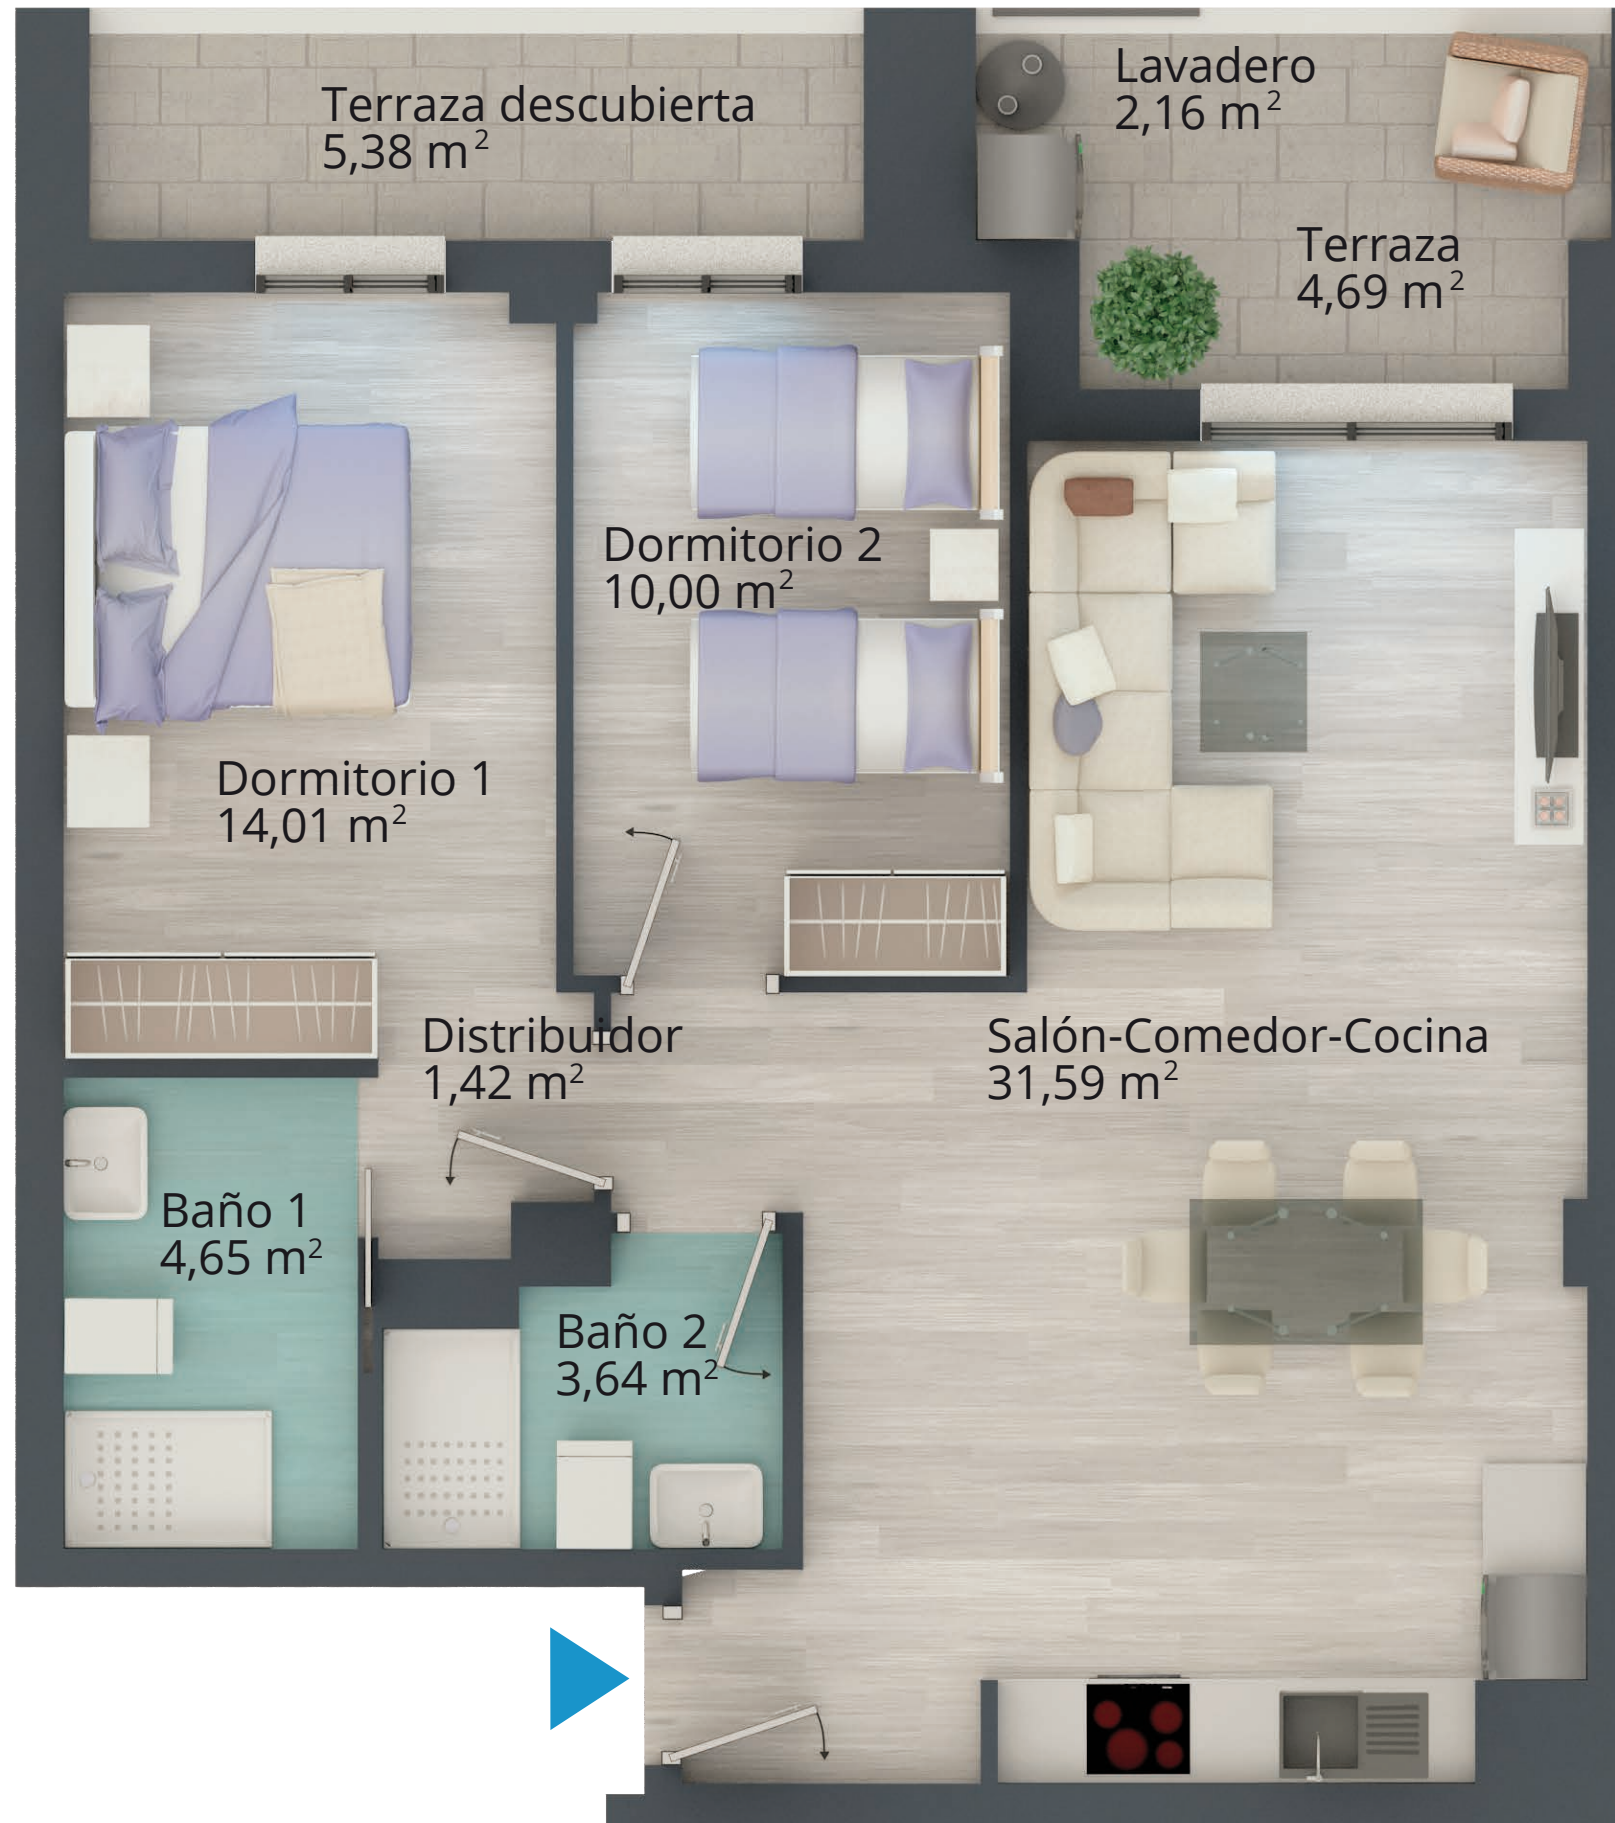 Terraza descubierta
5,38 m²
Lavadero
2,16 m²
Terraza
4,69 m²
Dormitorio 2
10,00 m²
Dormitorio 1
14,01 m²
Distribuidor
1,42 m²
Salón-Comedor-Cocina
31,59 m²
Baño 1
4,65 m²
Baño 2
3,64 m²